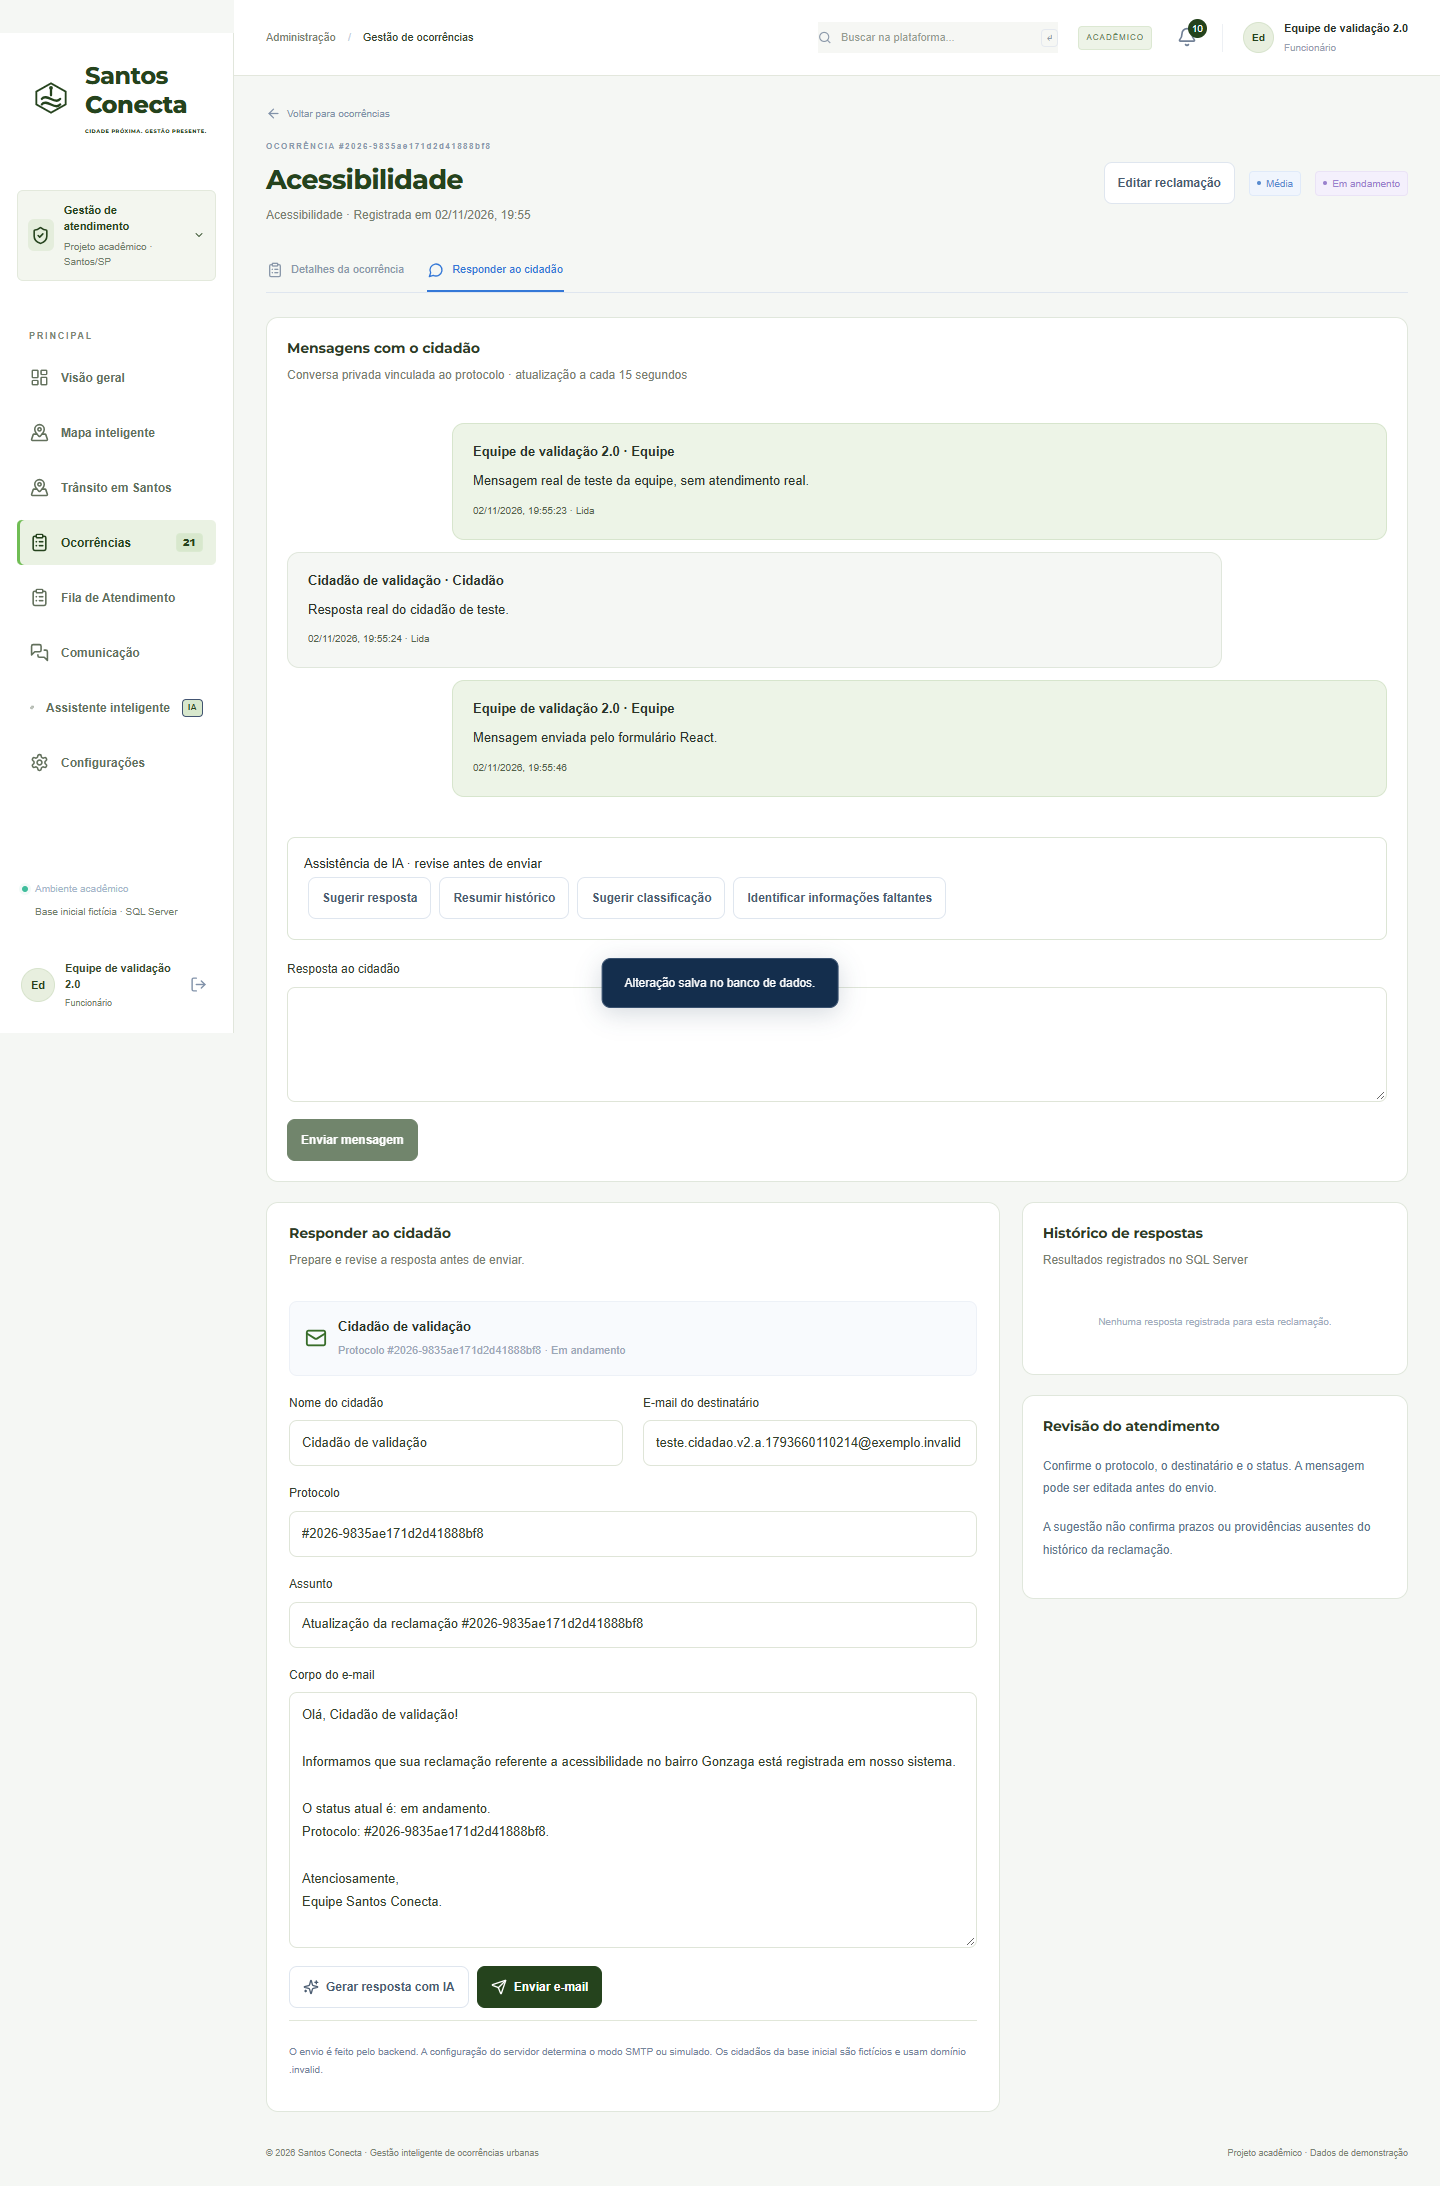 Santos
Conecta
CIDADE PRÓXIMA. GESTÃO PRESENTE.
Gestão de
atendimento
Projeto acadêmico ·
Santos/SP
PRINCIPAL
Visão geral
Mapa inteligente
Trânsito em Santos
Ocorrências 21
Fila de Atendimento
Comunicação
Assistente inteligente IA
Configurações
Ambiente acadêmico
Base inicial fictícia · SQL Server
Ed
Equipe de validação
2.0
Funcionário
Administração / Gestão de ocorrências
Buscar na plataforma...
ACADÊMICO
10
Ed
Equipe de validação 2.0
Funcionário
Voltar para ocorrências
OCORRÊNCIA #2026-9835ae171d2d41888bf8
Acessibilidade
Acessibilidade · Registrada em 02/11/2026, 19:55
Editar reclamação
Média
Em andamento
Detalhes da ocorrência
Responder ao cidadão
Mensagens com o cidadão
Conversa privada vinculada ao protocolo · atualização a cada 15 segundos
Equipe de validação 2.0 · Equipe
Mensagem real de teste da equipe, sem atendimento real.
02/11/2026, 19:55:23 · Lida
Cidadão de validação · Cidadão
Resposta real do cidadão de teste.
02/11/2026, 19:55:24 · Lida
Equipe de validação 2.0 · Equipe
Mensagem enviada pelo formulário React.
02/11/2026, 19:55:46
Assistência de IA · revise antes de enviar
Sugerir resposta
Resumir histórico
Sugerir classificação
Identificar informações faltantes
Resposta ao cidadão
Alteração salva no banco de dados.
Enviar mensagem
Responder ao cidadão
Prepare e revise a resposta antes de enviar.
Cidadão de validação
Protocolo #2026-9835ae171d2d41888bf8 · Em andamento
Nome do cidadão
Cidadão de validação
E-mail do destinatário
teste.cidadao.v2.a.1793660110214@exemplo.invalid
Protocolo
#2026-9835ae171d2d41888bf8
Assunto
Atualização da reclamação #2026-9835ae171d2d41888bf8
Corpo do e-mail
Olá, Cidadão de validação!
Informamos que sua reclamação referente a acessibilidade no bairro Gonzaga está registrada em nosso sistema.
O status atual é: em andamento.
Protocolo: #2026-9835ae171d2d41888bf8.
Atenciosamente,
Equipe Santos Conecta.
Gerar resposta com IA
Enviar e-mail
O envio é feito pelo backend. A configuração do servidor determina o modo SMTP ou simulado. Os cidadãos da base inicial são fictícios e usam domínio
.invalid.
Histórico de respostas
Resultados registrados no SQL Server
Nenhuma resposta registrada para esta reclamação.
Revisão do atendimento
Confirme o protocolo, o destinatário e o status. A mensagem
pode ser editada antes do envio.
A sugestão não confirma prazos ou providências ausentes do
histórico da reclamação.
© 2026 Santos Conecta · Gestão inteligente de ocorrências urbanas
Projeto acadêmico · Dados de demonstração